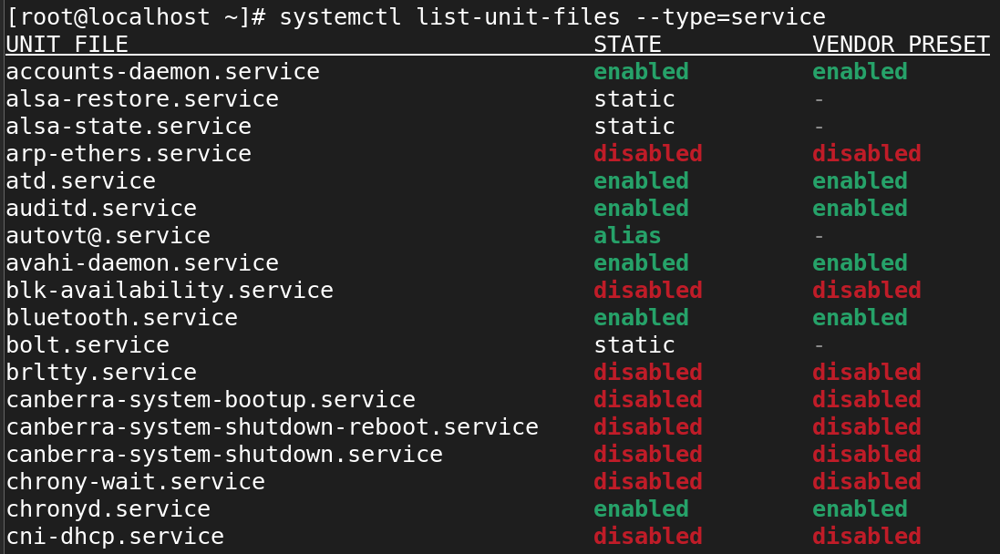 [root@localhost ~]# systemctl list-unit-files --type=service
UNIT FILE STATE VENDOR PRESET
accounts-daemon.service enabled enabled
alsa-restore.service static -
alsa-state.service static -
arp-ethers.service disabled disabled
atd.service enabled enabled
auditd.service enabled enabled
autovt@.service alias -
avahi-daemon.service enabled enabled
blk-availability.service disabled disabled
bluetooth.service enabled enabled
bolt.service static -
brltty.service disabled disabled
canberra-system-bootup.service disabled disabled
canberra-system-shutdown-reboot.service disabled disabled
canberra-system-shutdown.service disabled disabled
chrony-wait.service disabled disabled
chronyd.service enabled enabled
cni-dhcp.service disabled disabled